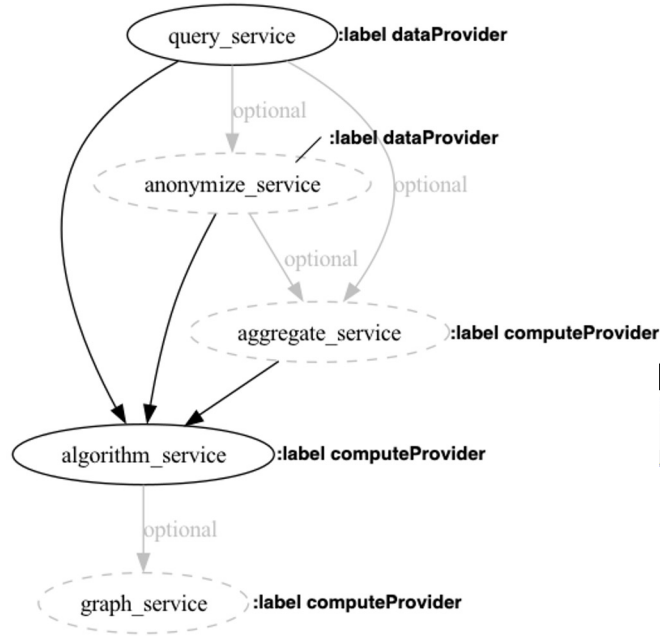 query_service :label dataProvider
optional
:label dataProvider
anonymize_service optional
optional
aggregate_service :label computeProvider
algorithm_service :label computeProvider
optional
graph_service :label computeProvider